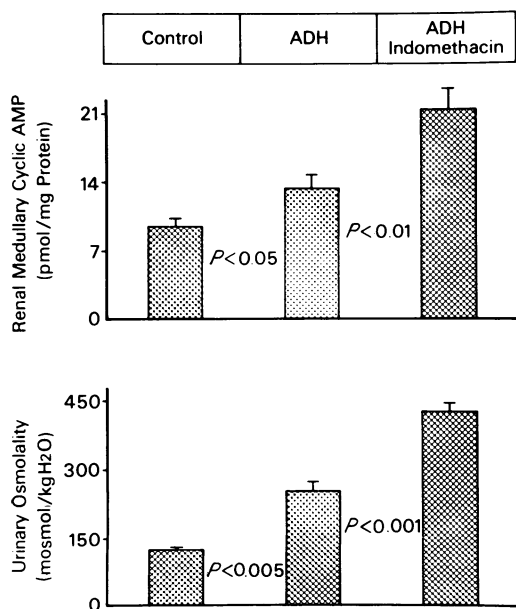 Control
ADH
ADH
Indomethacin
Renal Medullary Cyclic AMP
(pmol/mg Protein)
21
14
7
0
P<0.05
P<0.01
Urinary Osmolality
(mosmol/kgH2O)
450
300
150
0
P<0.005
P<0.001